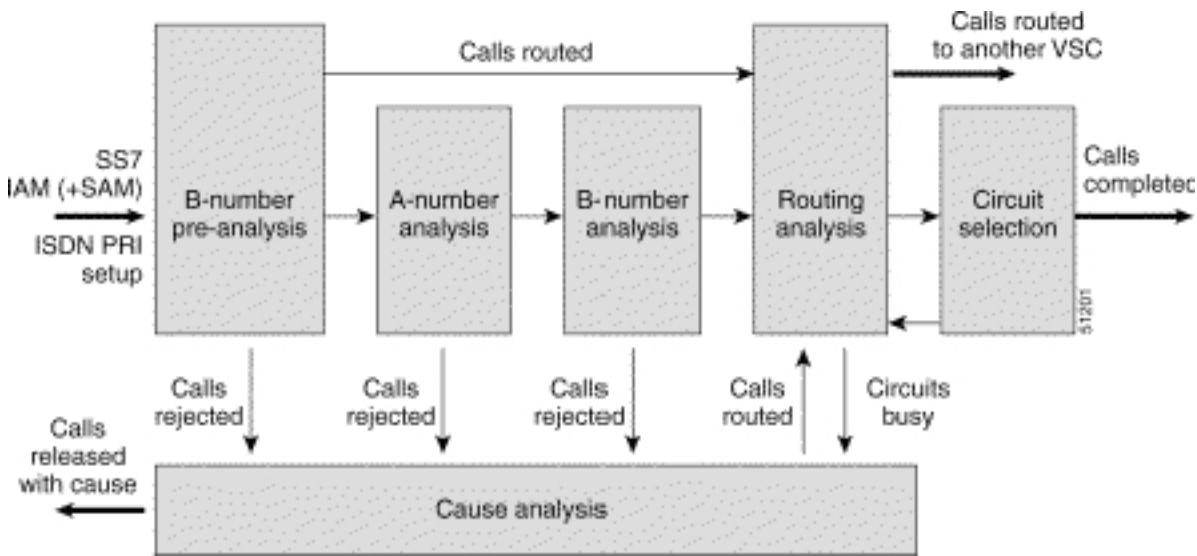 Calls routed
Calls routed
to another VSC
SS7
IAM (+SAM)
ISDN PRI
setup
B-number
pre-analysis
A-number
analysis
B-number
analysis
Routing
analysis
Circuit
selection
Calls
completed
51201
Calls
rejected
Calls
rejected
Calls
rejected
Calls
routed
Circuits
busy
Calls
released
with cause
Cause analysis